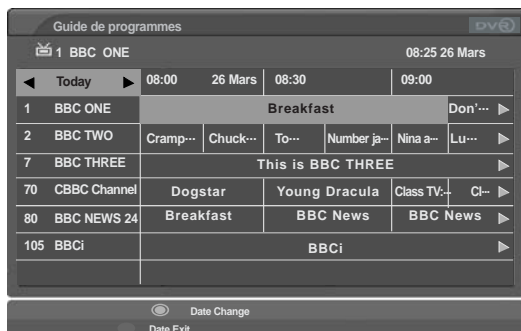 Guide de programmes DVR
1 BBC ONE 08:25 26 Mars
◀ Today ▶ 08:00 26 Mars 08:30 09:00
1 BBC ONE Breakfast Don'··· ▶
2 BBC TWO Cramp··· Chuck··· To··· Number ja··· Nina a··· Lu··· ▶
7 BBC THREE This is BBC THREE ▶
70 CBBC Channel Dogstar Young Dracula Class TV:·· Cl··· ▶
80 BBC NEWS 24 Breakfast BBC News BBC News ▶
105 BBCi BBCi ▶
Date Change
Date Exit